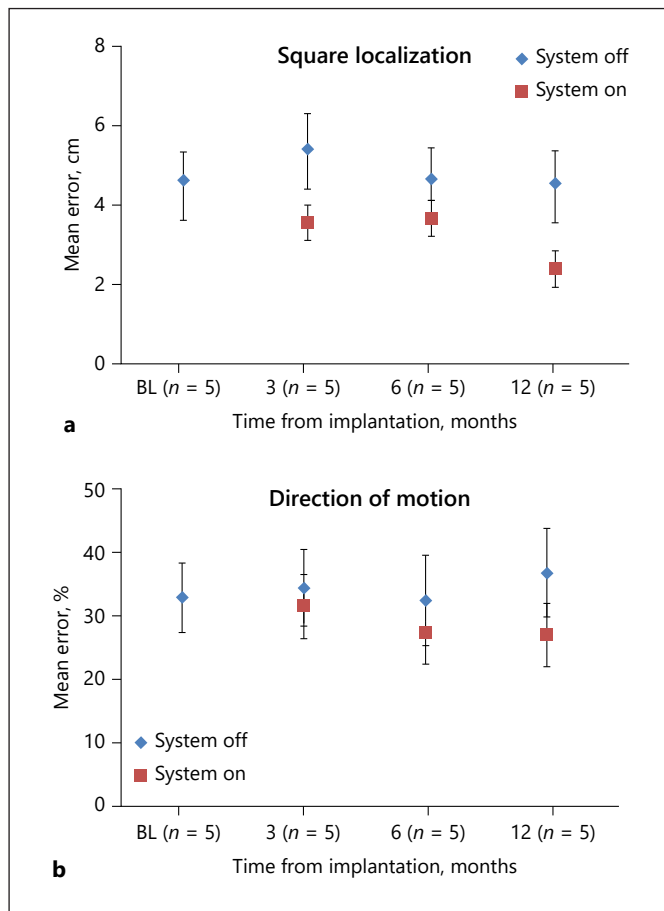 Square localization
System off
System on
8
6
4
2
0
Mean error, cm
BL (n = 5)
3 (n = 5)
6 (n = 5)
12 (n = 5)
Time from implantation, months
a
Direction of motion
50
40
30
20
10
0
Mean error, %
System off
System on
BL (n = 5)
3 (n = 5)
6 (n = 5)
12 (n = 5)
Time from implantation, months
b